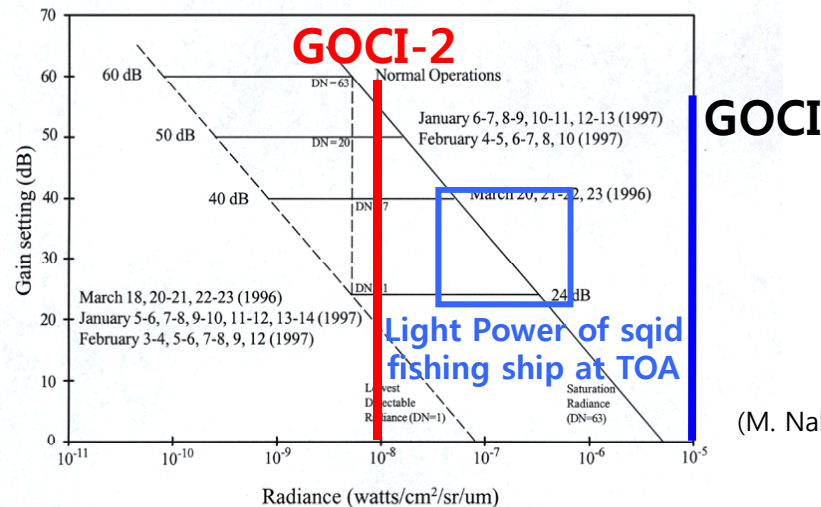 70
GOCI-2
60
60 dB
Normal Operations
DN=63
January 6-7, 8-9, 10-11, 12-13 (1997)
February 4-5, 6-7, 8, 10 (1997)
GOCI
50
50 dB
DN=20
40
40 dB
March 20, 21-22, 23 (1996)
Gain setting (dB)
30
24 dB
March 18, 20-21, 22-23 (1996)
January 5-6, 7-8, 9-10, 11-12, 13-14 (1997)
February 3-4, 5-6, 7-8, 9, 12 (1997)
20
Light Power of sqid
fishing ship at TOA
10
Radiance (DN=1)
Saturation
Radiance
(DN=63)
(M.
0
10-11
10-10
10-9
10-8
10-7
10-6
10-5
Radiance (watts/cm2/sr/um)